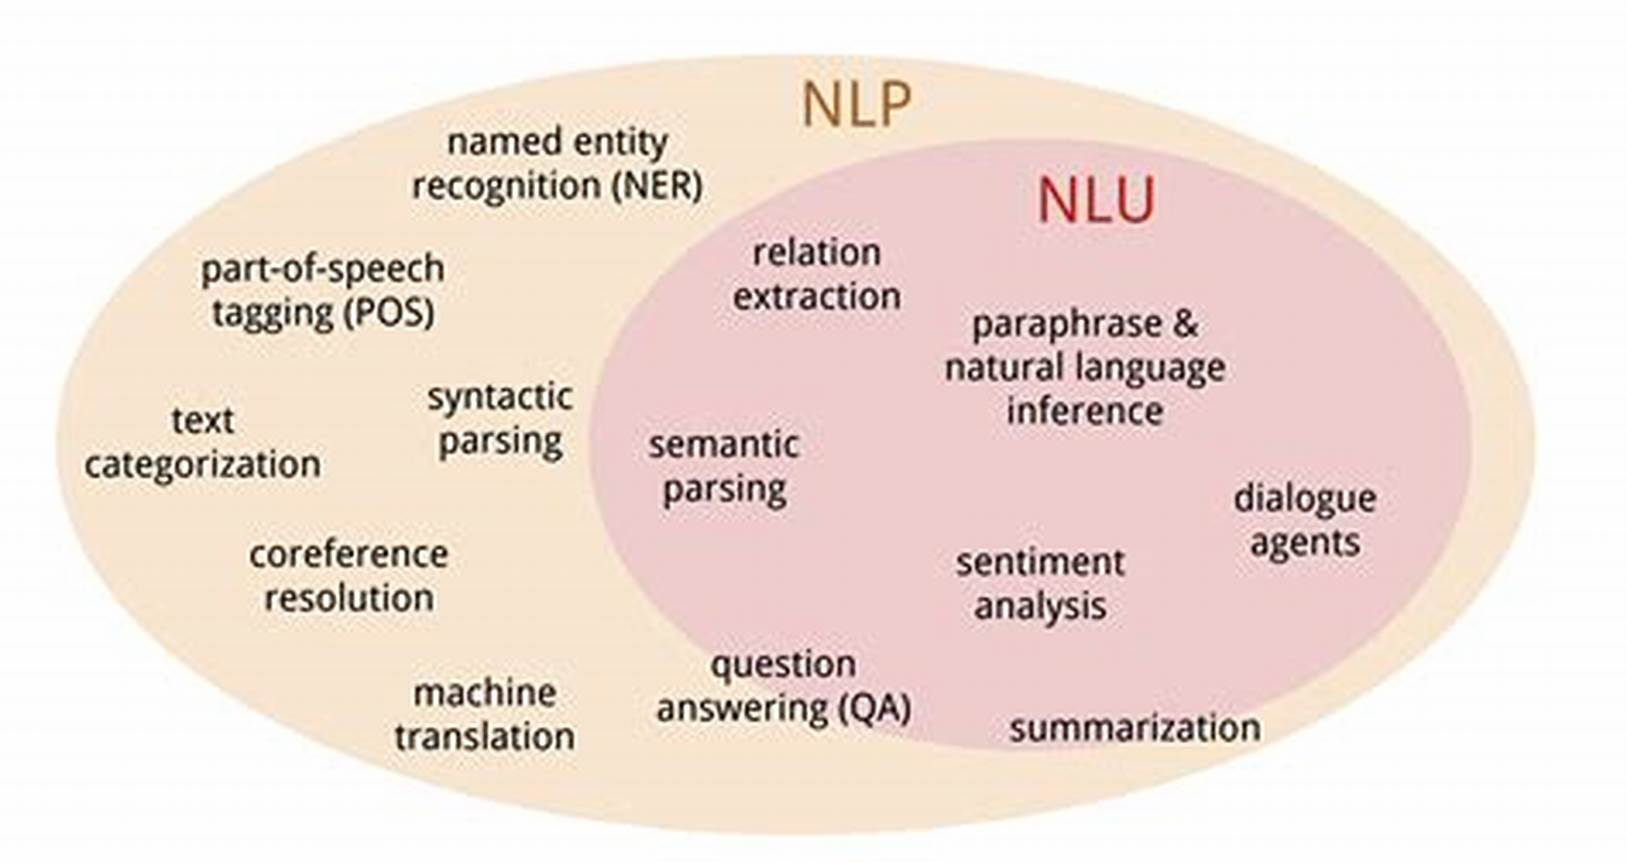 NLP
named entity
recognition (NER)
NLU
relation
extraction
part-of-speech
tagging (POS)
paraphrase &
natural language
inference
syntactic
parsing
text
categorization
semantic
parsing
dialogue
agents
coreference
resolution
sentiment
analysis
question
answering (QA)
machine
translation
summarization